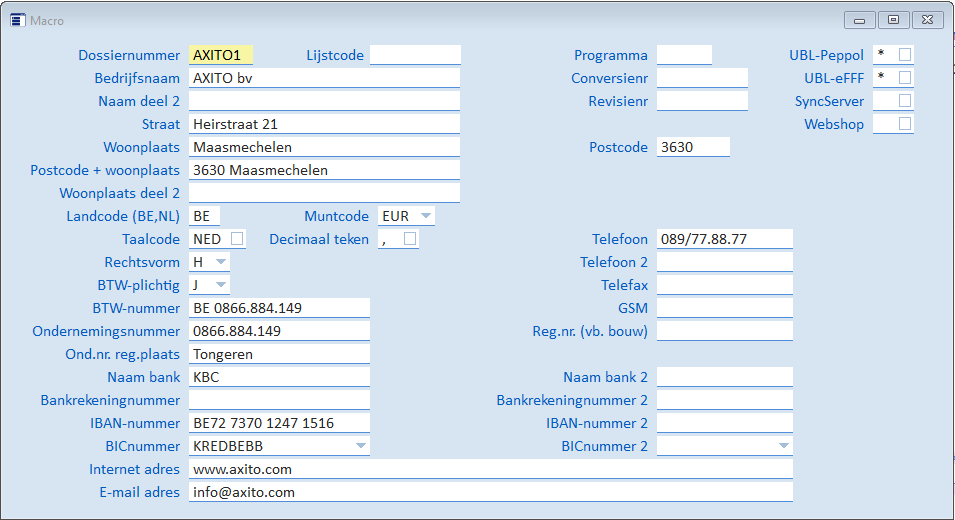 Macro
Dossiernummer AXITO1 Lijstcode Programma UBL-Peppol *
Bedrijfsnaam AXITO bv Conversienr UBL-eFFF *
Naam deel 2 Revisienr SyncServer
Straat Heirstraat 21 Webshop
Woonplaats Maasmechelen Postcode 3630
Postcode + woonplaats 3630 Maasmechelen
Woonplaats deel 2
Landcode (BE,NL) BE Muntcode EUR
Taalcode NED Decimaal teken , Telefoon 089/77.88.77
Rechtsvorm H Telefoon 2
BTW-plichtig J Telefax
BTW-nummer BE 0866.884.149 GSM
Ondernemingsnummer 0866.884.149 Reg.nr. (vb. bouw)
Ond.nr. reg.plaats Tongeren
Naam bank KBC Naam bank 2
Bankrekeningnummer Bankrekeningnummer 2
IBAN-nummer BE72 7370 1247 1516 IBAN-nummer 2
BICnummer KREDBEBB BICnummer 2
Internet adres www.axito.com
E-mail adres info@axito.com